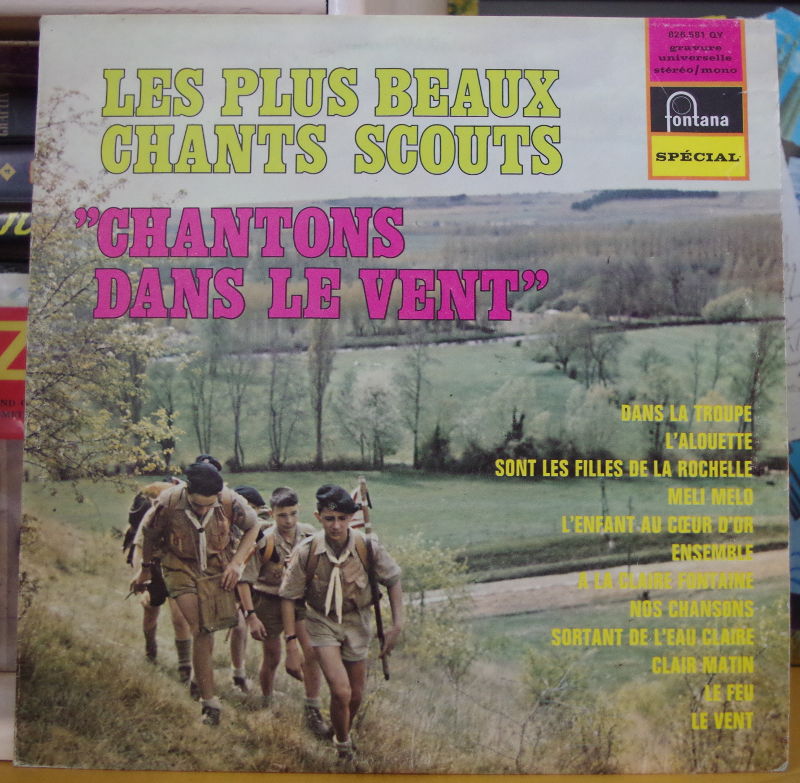 LES PLUS BEAUX
CHANTS SCOUTS
"CHANTONS
DANS LE VENT"
826.581 QY
gravure
universelle
stéréo/mono
fontana
SPÉCIAL
DANS LA TROUPE
L'ALOUETTE
SONT LES FILLES DE LA ROCHELLE
MELI MELO
L'ENFANT AU CŒUR D'OR
ENSEMBLE
A LA CLAIRE FONTAINE
NOS CHANSONS
SORTANT DE L'EAU CLAIRE
CLAIR MATIN
LE FEU
LE VENT